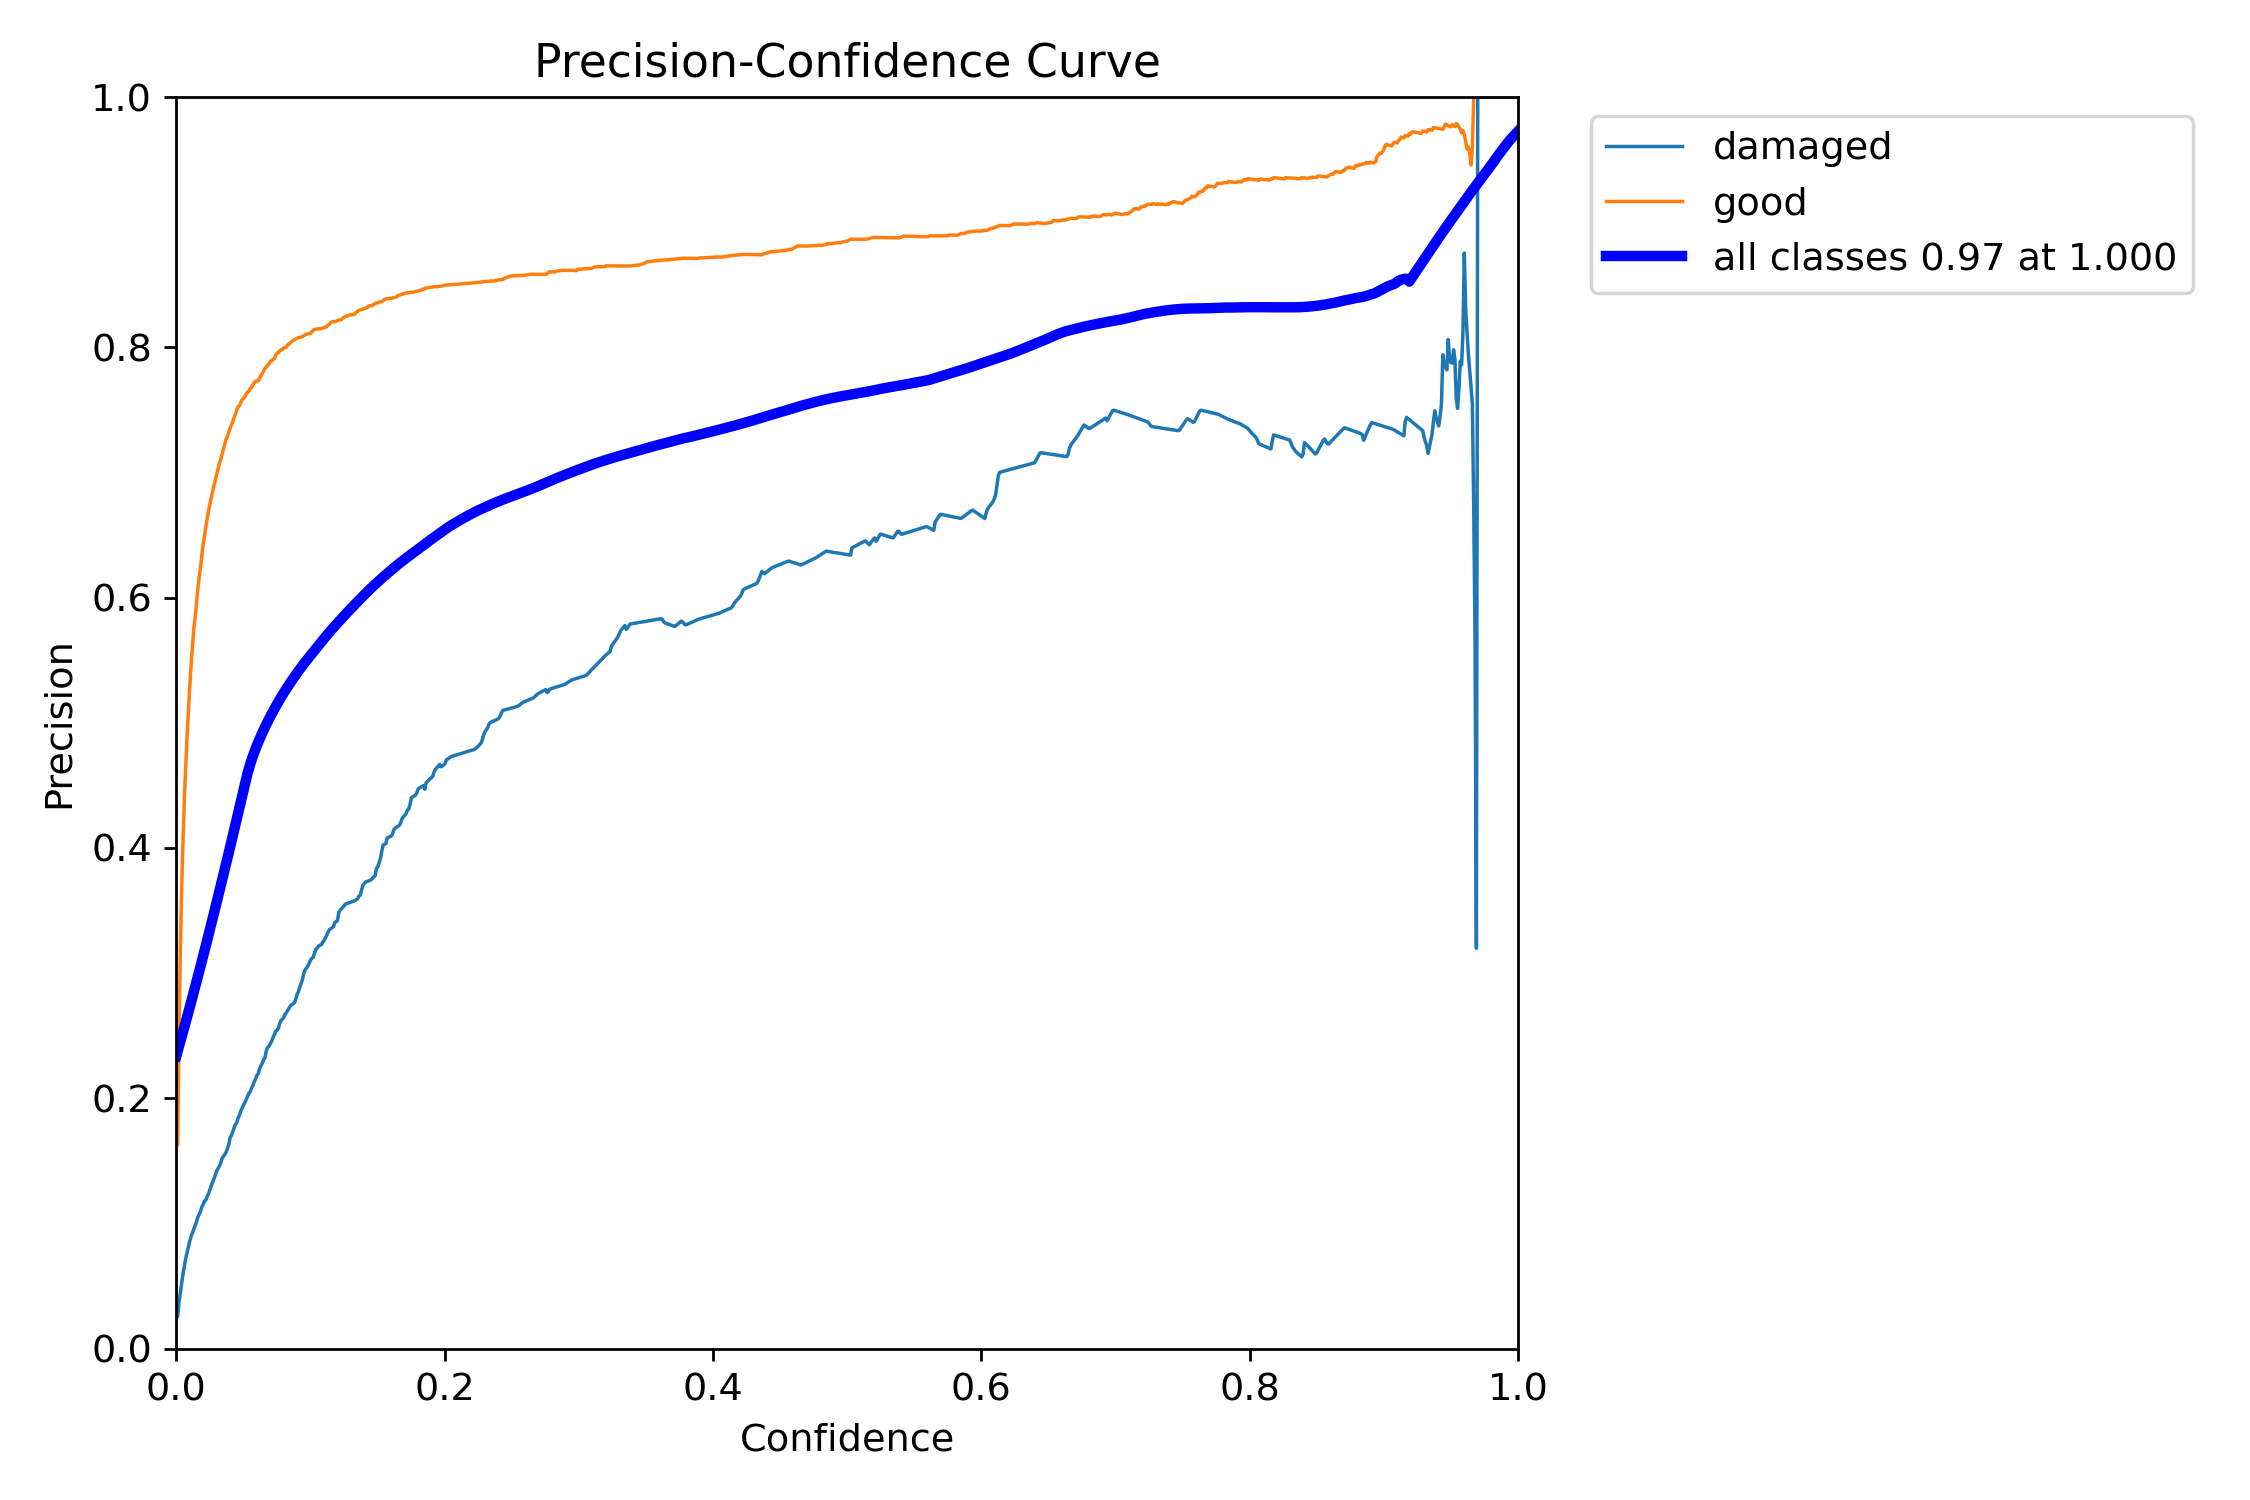 Precision-Confidence Curve
1.0
0.8
0.6
0.4
0.2
0.0
Precision
0.0 0.2 0.4 0.6 0.8 1.0
Confidence
damaged
good
all classes 0.97 at 1.000